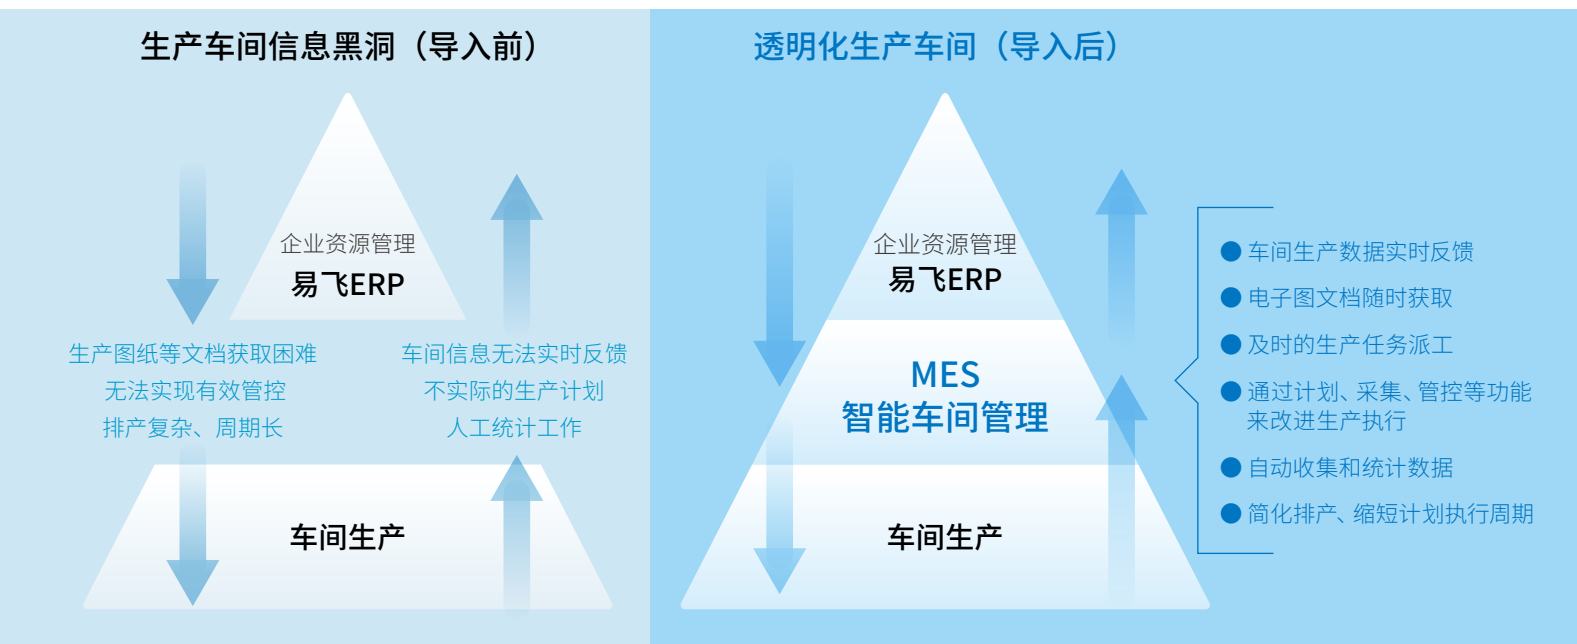 生产车间信息黑洞（导入前）
企业资源管理
易飞ERP
生产图纸等文档获取困难
无法实现有效管控
排产复杂、周期长
车间信息无法实时反馈
不实际的生产计划
人工统计工作
车间生产
透明化生产车间（导入后）
企业资源管理
易飞ERP
MES
智能车间管理
车间生产
车间生产数据实时反馈
电子图文档随时获取
及时的生产任务派工
通过计划、采集、管控等功能
来改进生产执行
自动收集和统计数据
简化排产、缩短计划执行周期